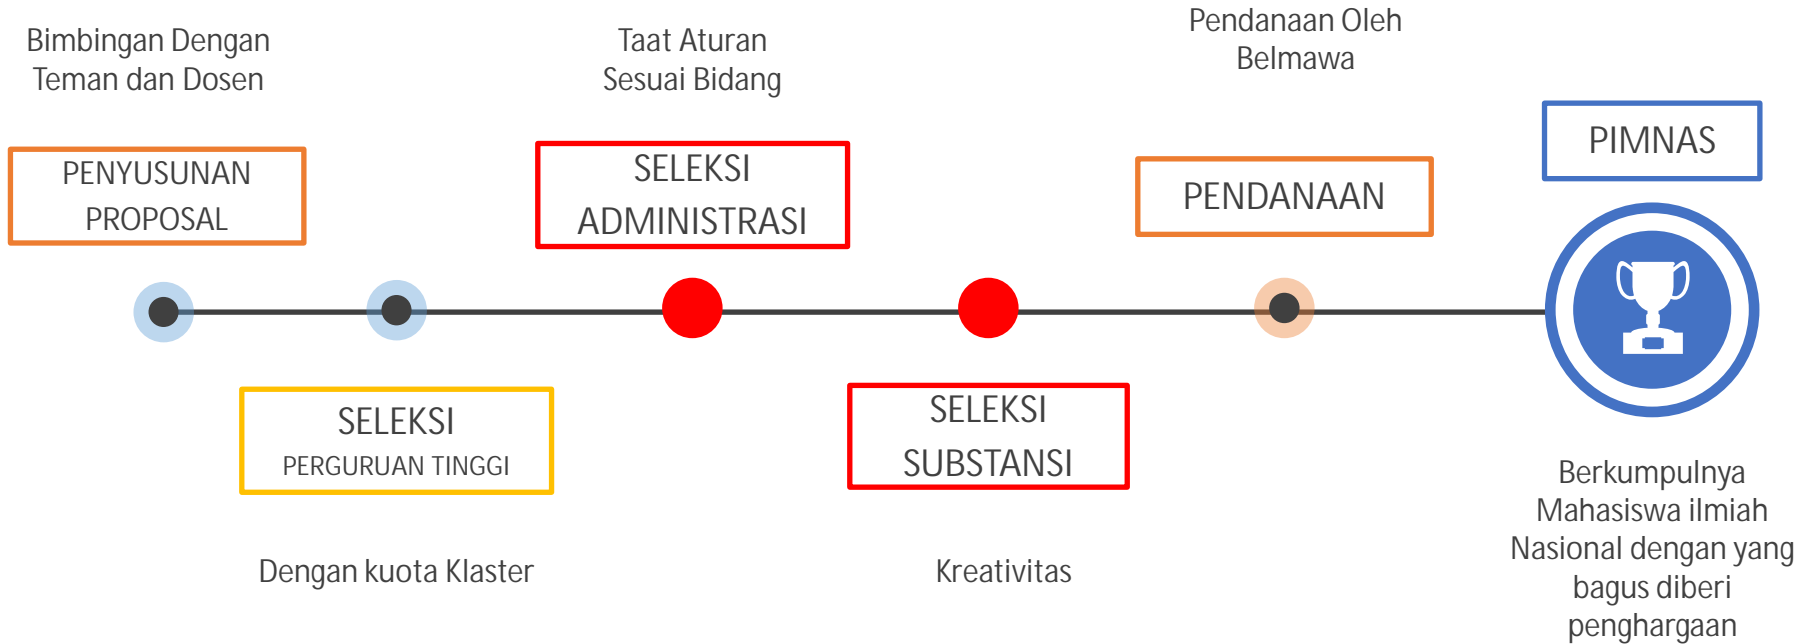 Bimbingan Dengan
Teman dan Dosen
PENYUSUNAN
PROPOSAL
SELEKSI
PERGURUAN TINGGI
Dengan kuota Klaster
Taat Aturan
Sesuai Bidang
SELEKSI
ADMINISTRASI
SELEKSI
SUBSTANSI
Kreativitas
Pendanaan Oleh
Belmawa
PENDANAAN
PIMNAS
Berkumpulnya
Mahasiswa ilmiah
Nasional dengan yang
bagus diberi
penghargaan